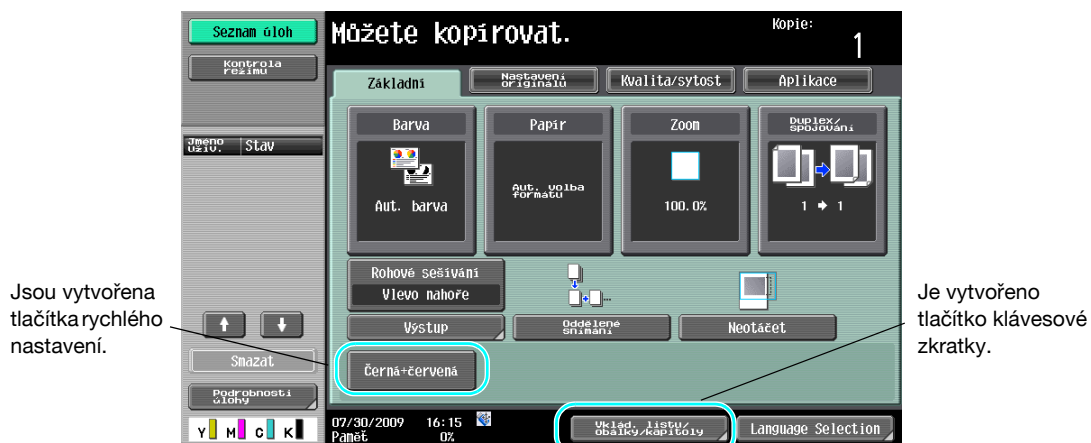 Seznam úloh
Můžete kopírovat.
Kopie:
1
Kontrola
režimu
Základní
Nastavení
originálu
Kvalita/sytost
Aplikace
Jméno
uživ.
Stav
Barva
Papír
Zoom
Duplex/
spojování
Aut. barva
Aut. volba
formátu
100.0%
1 → 1
Rohové sešívání
Vlevo nahoře
Výstup
Oddělené
snímání
Neotáčet
Smazat
Černá+červená
Podrobnosti
úlohy
Y M C K
07/30/2009 16:15
Paměť 0%
Vklád. listu/
obálky/kapitoly
Language Selection
Jsou vytvořena
tlačítka rychlého
nastavení.
Je vytvořeno
tlačítko klávesové
zkratky.